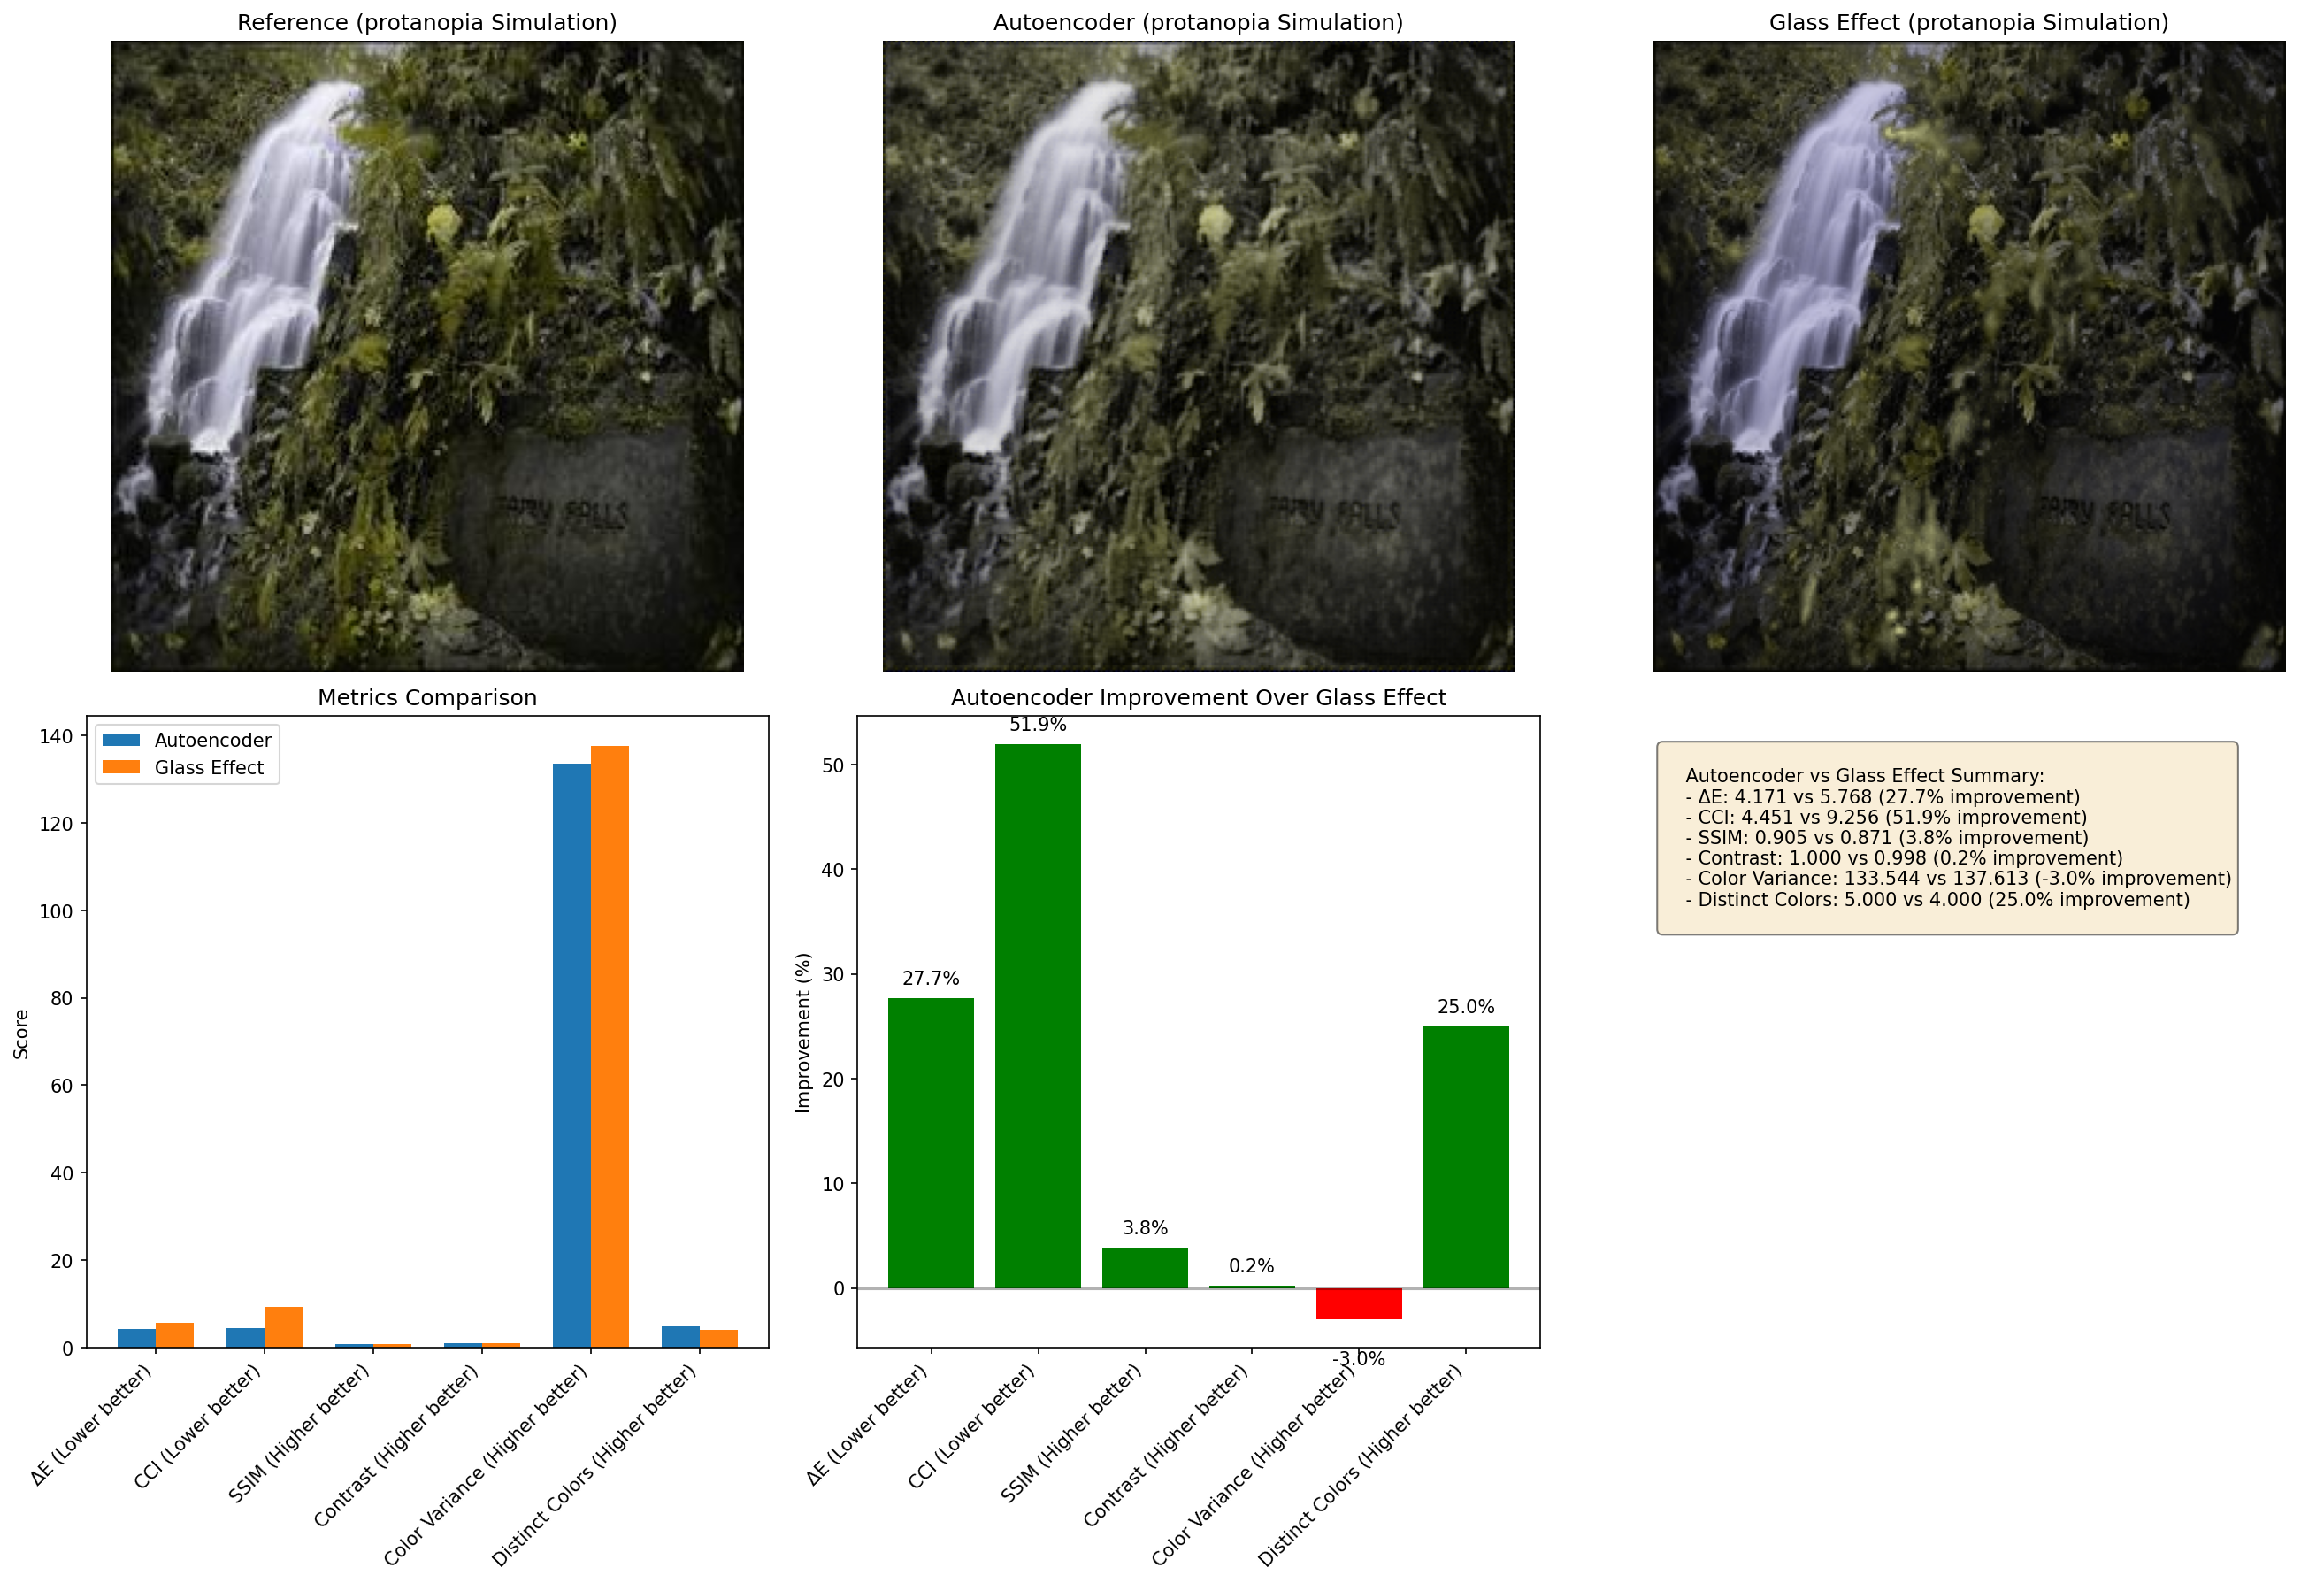 Reference (protanopia Simulation)
Autoencoder (protanopia Simulation)
Glass Effect (protanopia Simulation)
FAIRY FALLS
FAIRY FALLS
FAIRY FALLS
Metrics Comparison
Autoencoder
Glass Effect
Score
140
120
100
80
60
40
20
0
ΔE (Lower better)
CCI (Lower better)
SSIM (Higher better)
Contrast (Higher better)
Color Variance (Higher better)
Distinct Colors (Higher better)
Autoencoder Improvement Over Glass Effect
Improvement (%)
50
40
30
20
10
0
27.7%
51.9%
3.8%
0.2%
-3.0%
25.0%
ΔE (Lower better)
CCI (Lower better)
SSIM (Higher better)
Contrast (Higher better)
Color Variance (Higher better)
Distinct Colors (Higher better)
Autoencoder vs Glass Effect Summary:
- ΔE: 4.171 vs 5.768 (27.7% improvement)
- CCI: 4.451 vs 9.256 (51.9% improvement)
- SSIM: 0.905 vs 0.871 (3.8% improvement)
- Contrast: 1.000 vs 0.998 (0.2% improvement)
- Color Variance: 133.544 vs 137.613 (-3.0% improvement)
- Distinct Colors: 5.000 vs 4.000 (25.0% improvement)